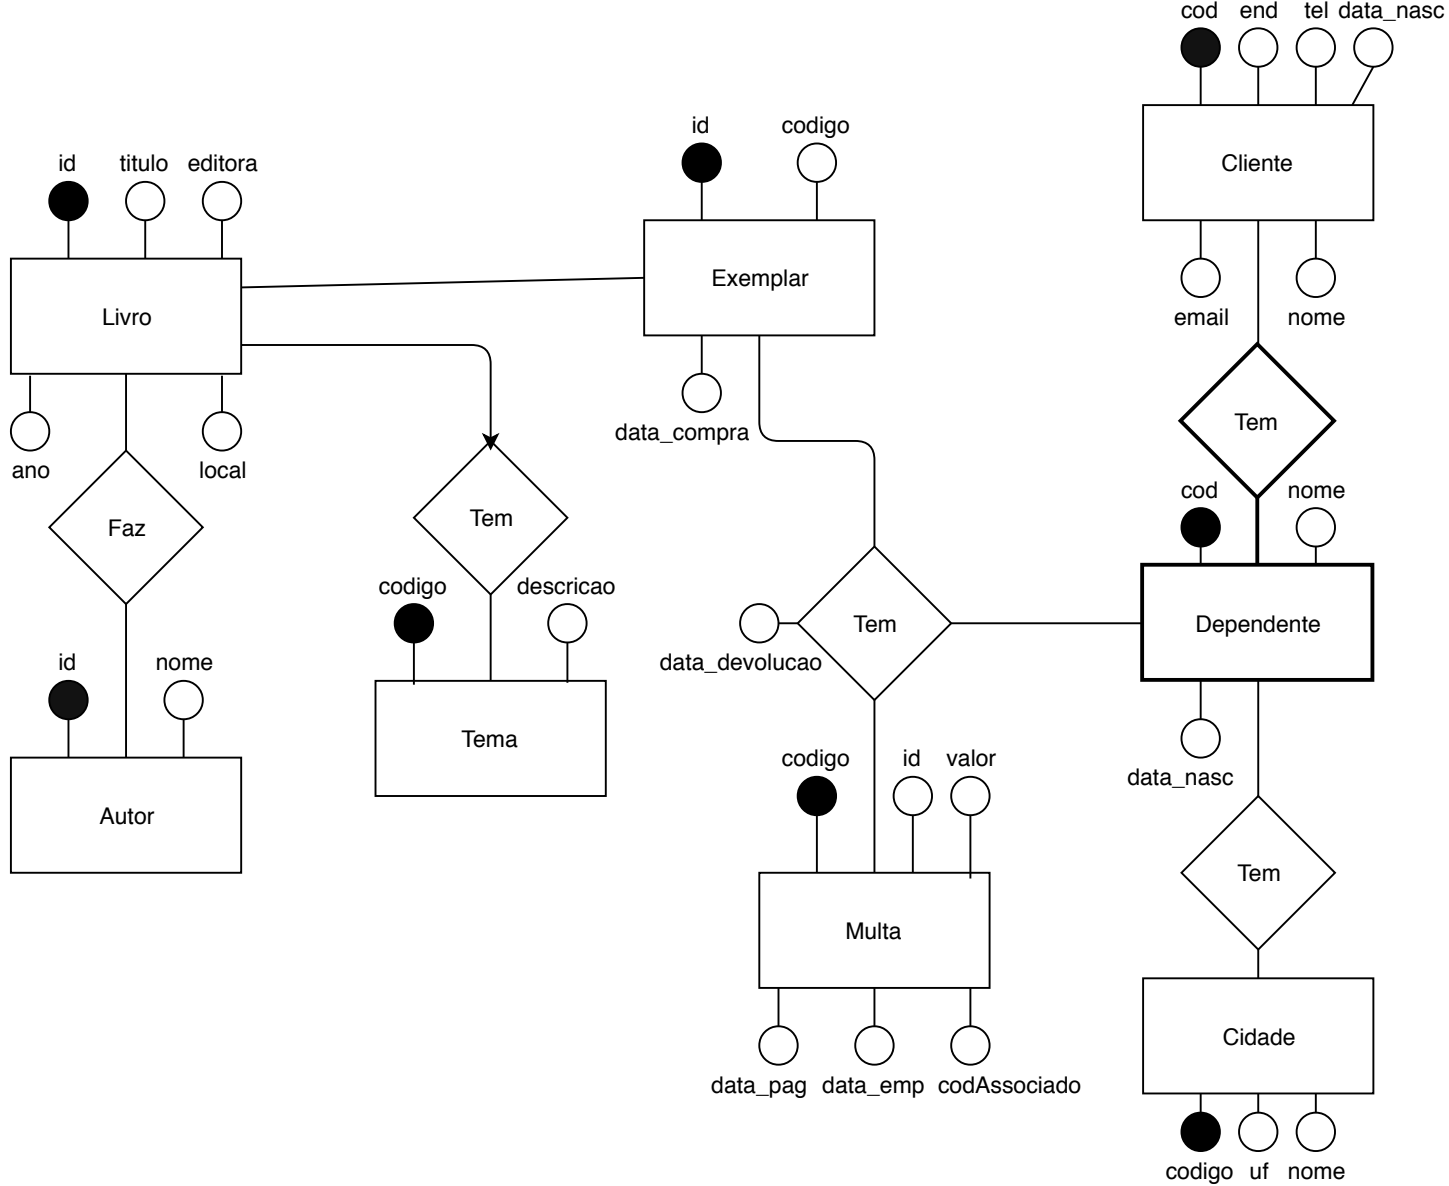 cod end tel data_nasc
id codigo
Cliente
id titulo editora
Exemplar
Livro
email nome
data_compra
Tem
ano local
cod nome
Faz
Tem
codigo descricao
Tem
Dependente
data_devolucao
id nome
Tema
codigo id valor
data_nasc
Autor
Tem
Multa
Cidade
data_pag data_emp codAssociado
codigo uf nome